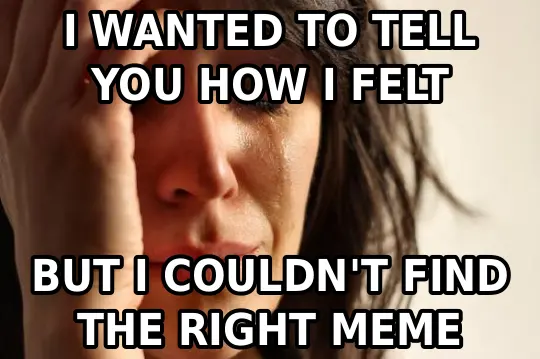 I WANTED TO TELL
YOU HOW I FELT
BUT I COULDN'T FIND
THE RIGHT MEME